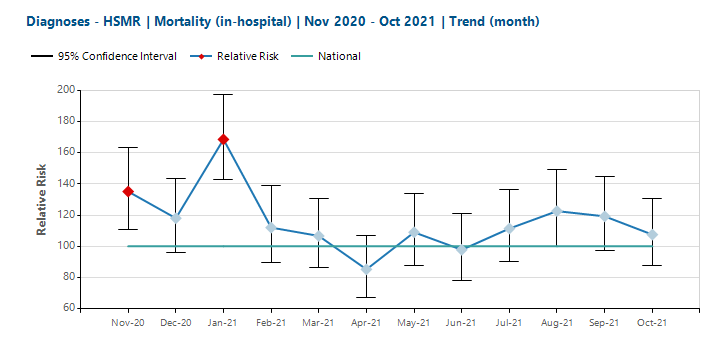 Diagnoses - HSMR | Mortality (in-hospital) | Nov 2020 - Oct 2021 | Trend (month)
95% Confidence Interval Relative Risk National
200
180
160
140
120
100
80
60
Relative Risk
Nov-20 Dec-20 Jan-21 Feb-21 Mar-21 Apr-21 May-21 Jun-21 Jul-21 Aug-21 Sep-21 Oct-21